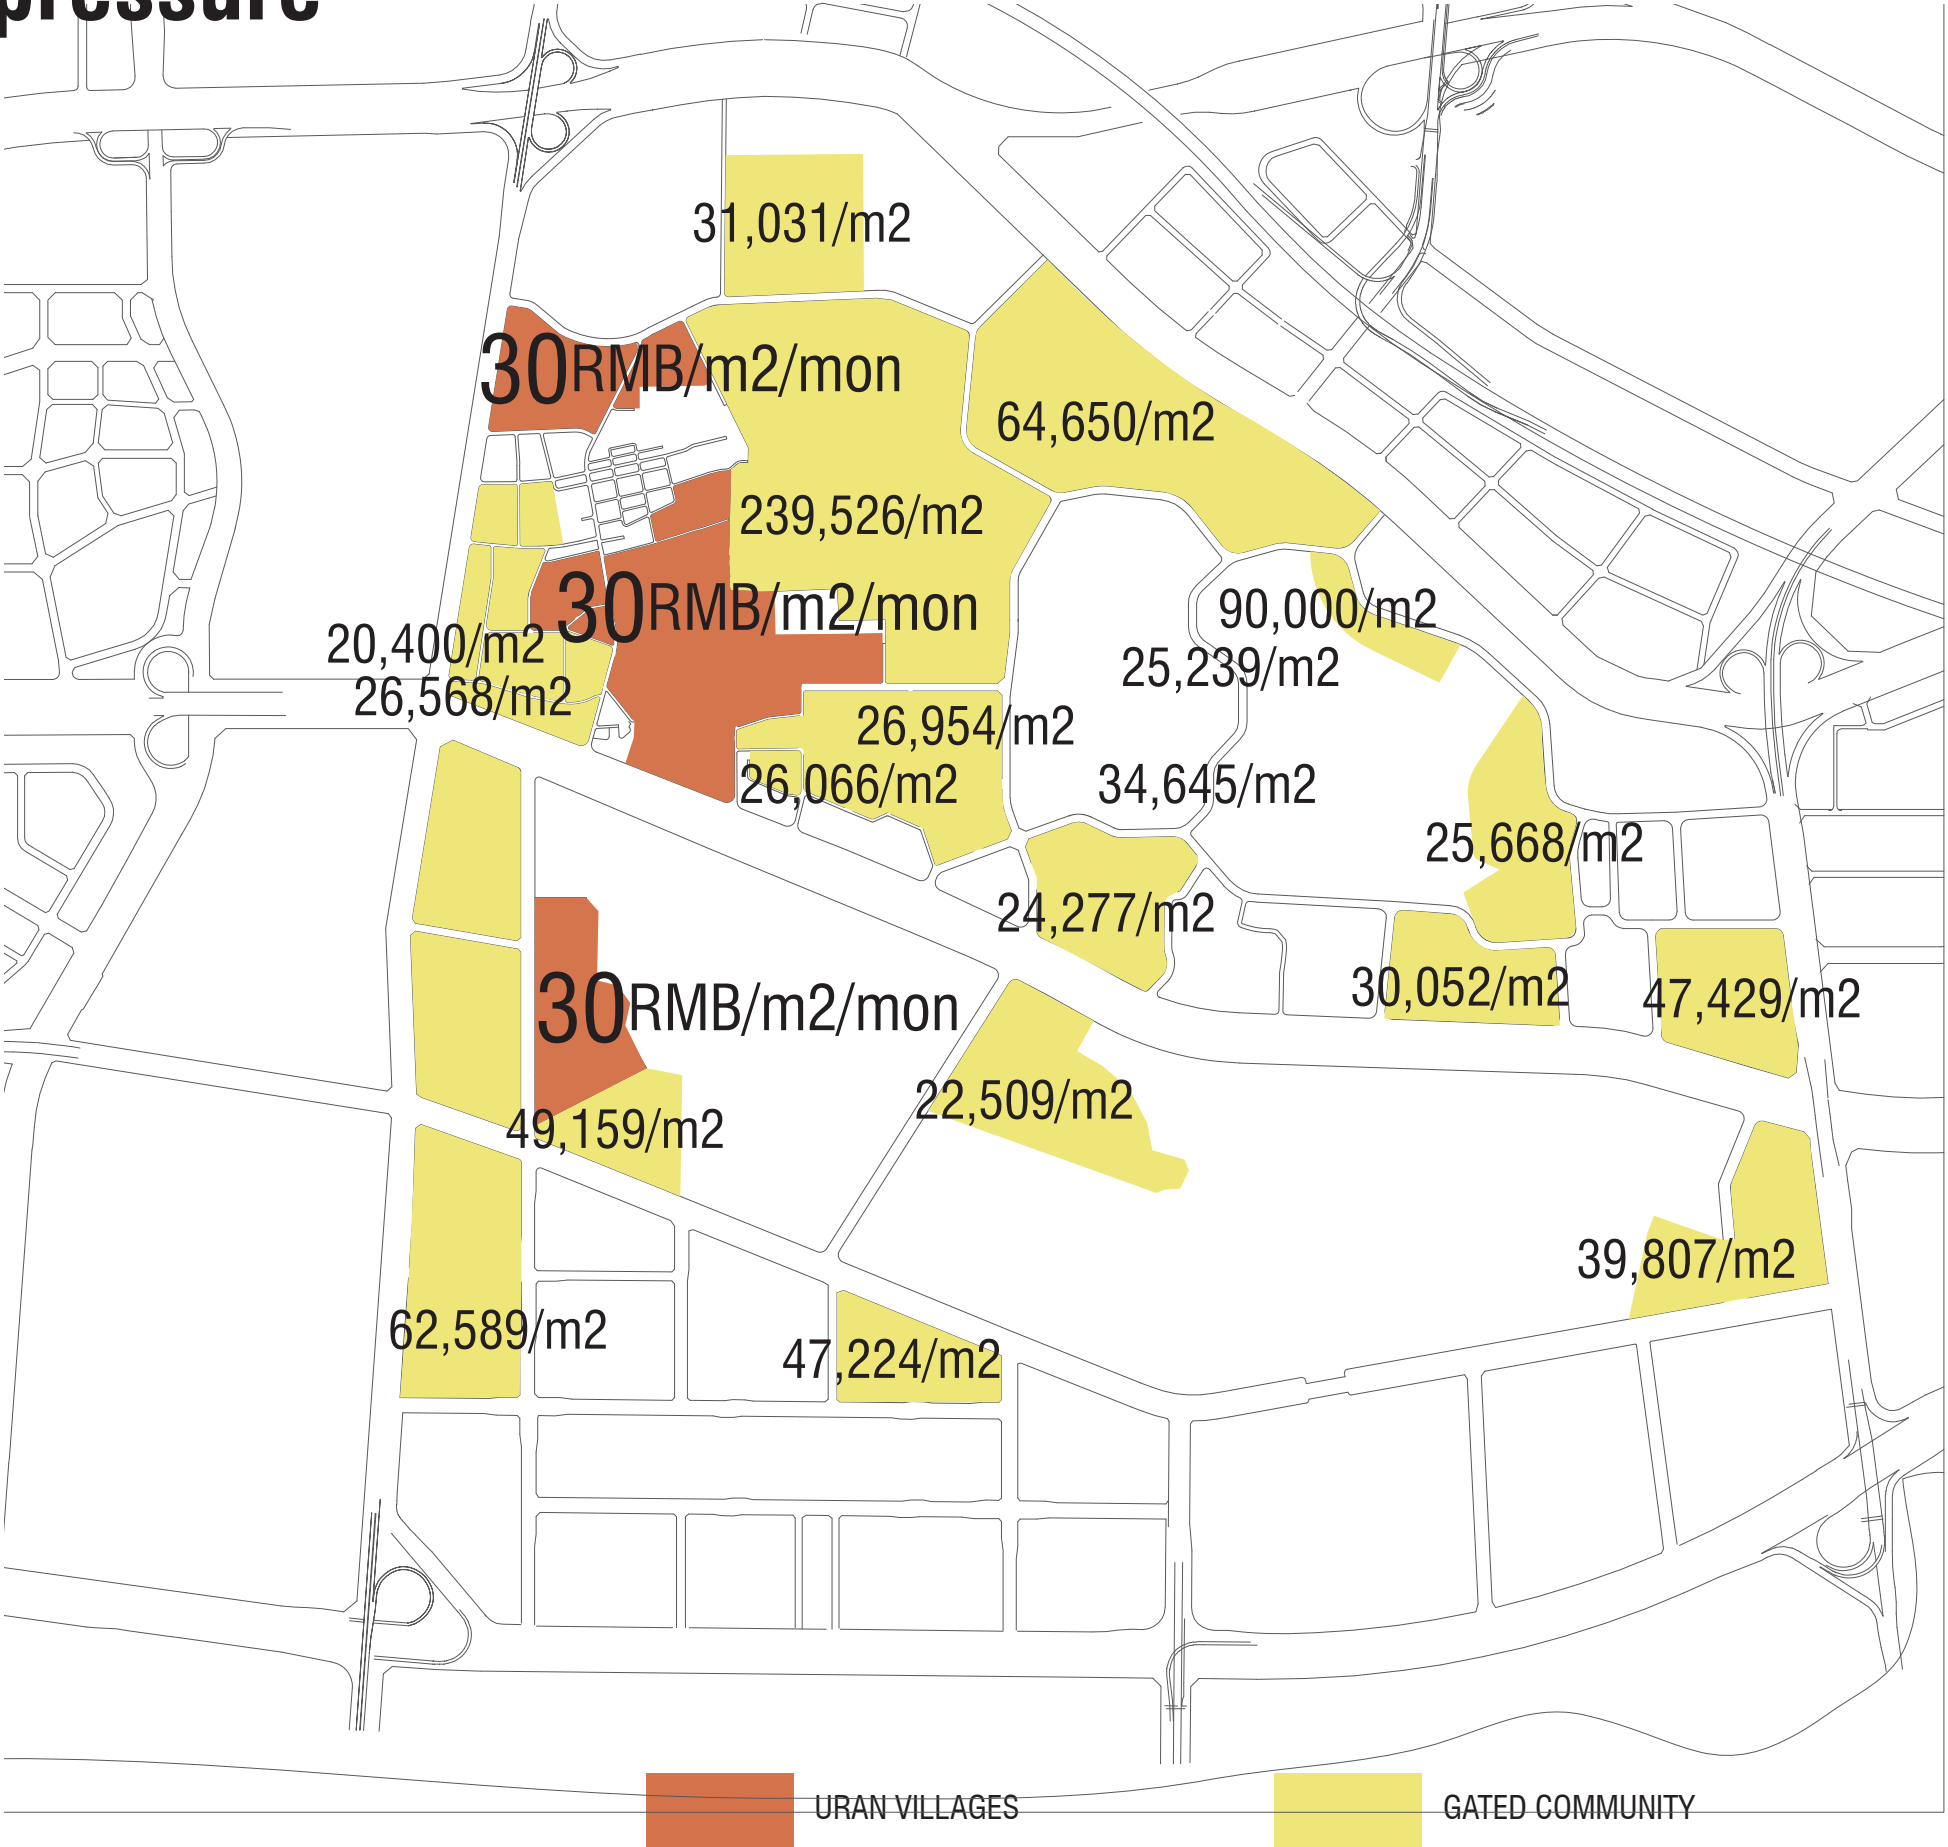 pressure
31,031/m2
30RMB/m2/mon
64,650/m2
239,526/m2
30RMB/m2/mon
90,000/m2
20,400/m2
25,239/m2
26,568/m2
26,954/m2
26,066/m2
34,645/m2
25,668/m2
24,277/m2
30,052/m2
47,429/m2
30RMB/m2/mon
22,509/m2
49,159/m2
39,807/m2
62,589/m2
47,224/m2
URAN VILLAGES
GATED COMMUNITY